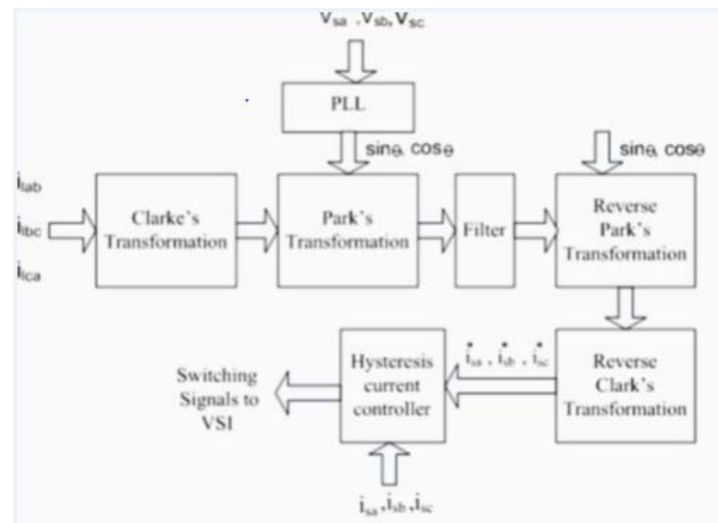 Vsa ,Vsb,Vsc
PLL
sinθ, cosθ
sinθ, cosθ
ilab
ilbc
ilca
Clarke's
Transformation
Park's
Transformation
Filter
Reverse
Park's
Transformation
Switching
Signals to
VSI
Hysteresis
current
controller
i*sa , i*sb , i*sc
Reverse
Clark's
Transformation
isa,isb,isc